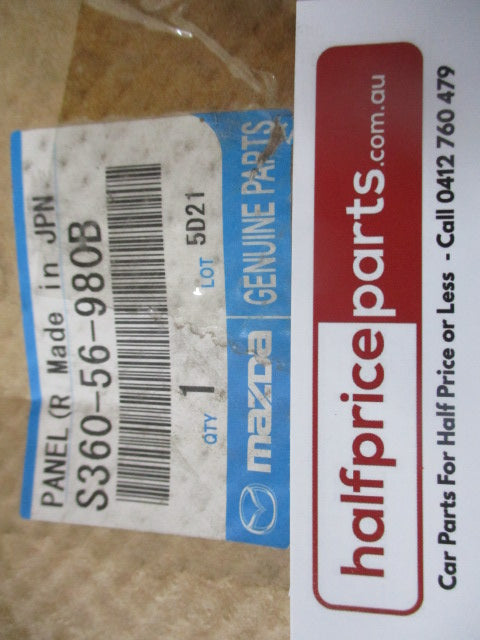 PANEL(R Made in JPN.
S360-56-980B
QTY 1 LOT 5D21
mazda GENUINE PARTS
halfpriceparts.com.au
Car Parts For Half Price or Less - Call 0412 760 479